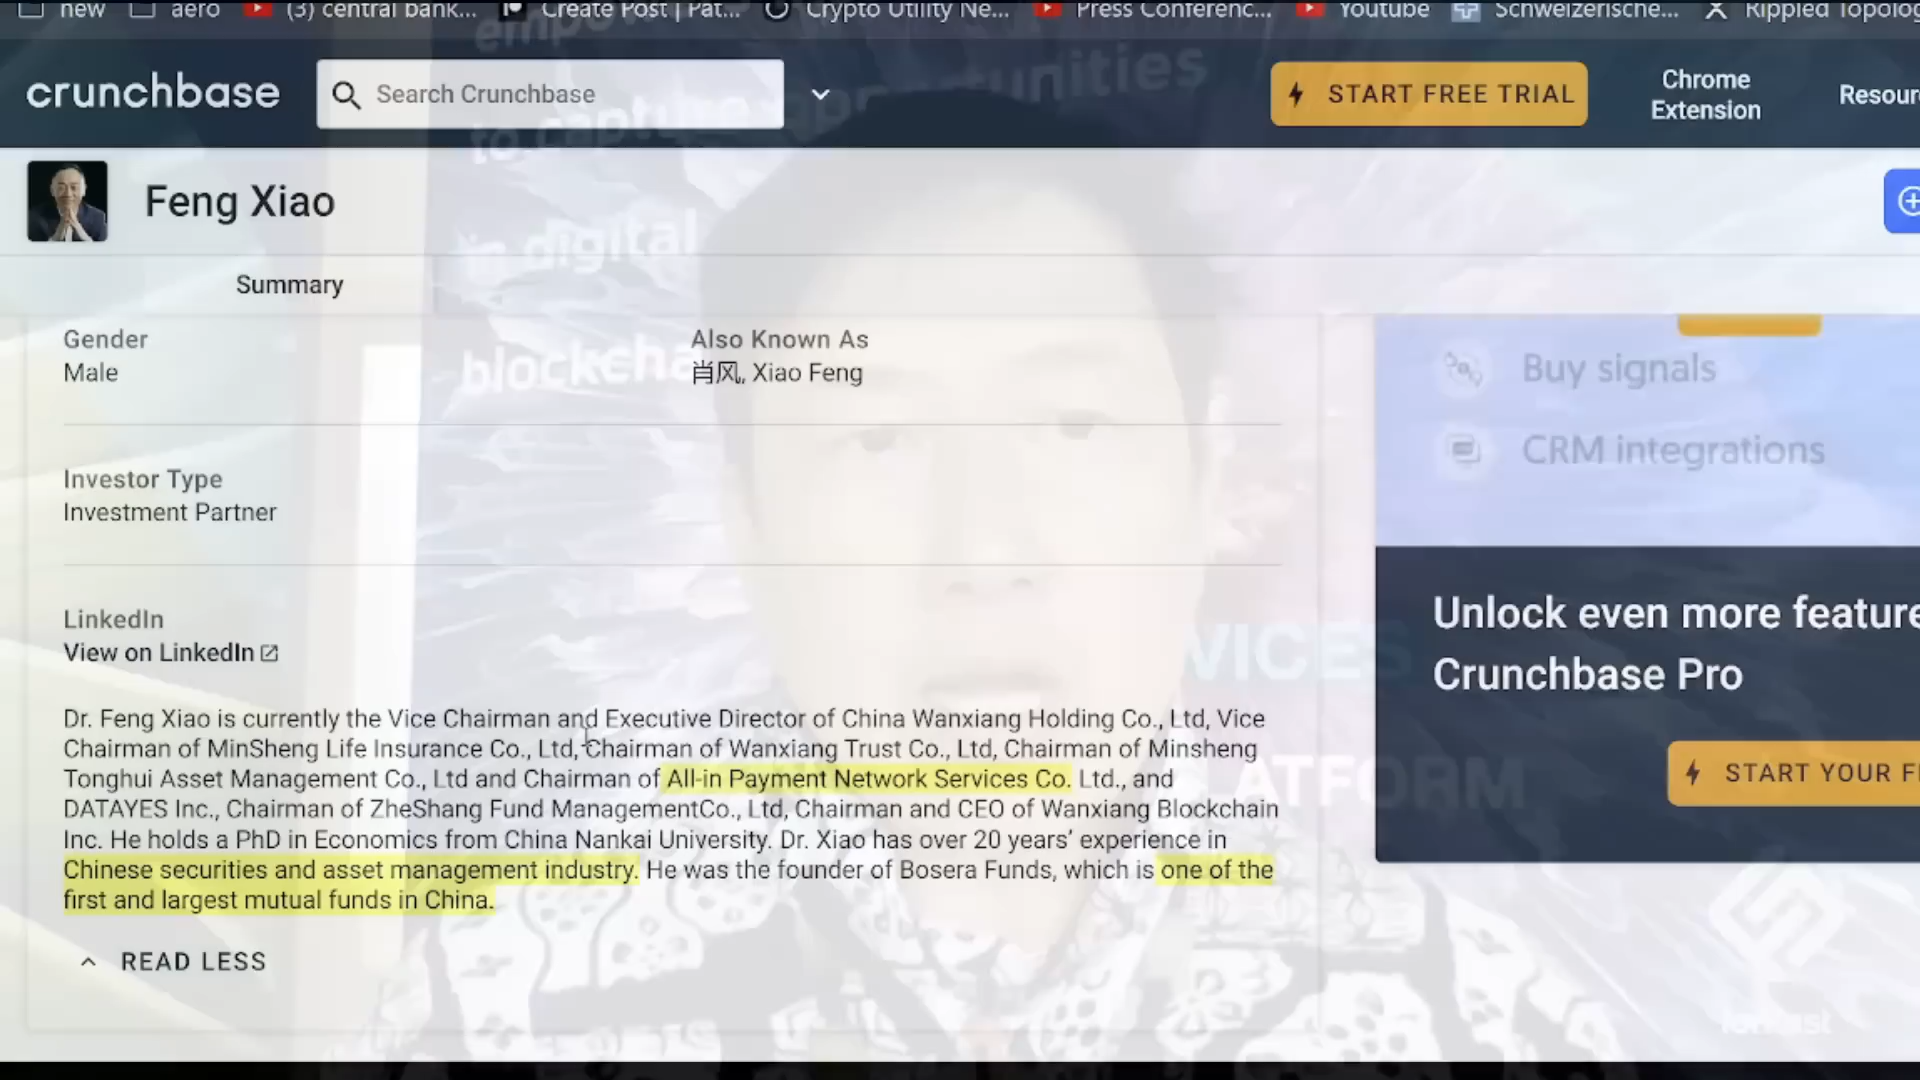 new
aero
(3) central bank...
Create Post | Pat...
Crypto Utility Ne...
Press Conferenc...
Youtube
Schweizerische...
Rippled Topolog
crunchbase
Search Crunchbase
START FREE TRIAL
Chrome
Extension
Resour
Feng Xiao
Summary
to capture opportunities
in digital
blockcha
Gender
Male
Also Known As
肖风, Xiao Feng
Investor Type
Investment Partner
LinkedIn
View on LinkedIn
Dr. Feng Xiao is currently the Vice Chairman and Executive Director of China Wanxiang Holding Co., Ltd, Vice
Chairman of MinSheng Life Insurance Co., Ltd, Chairman of Wanxiang Trust Co., Ltd, Chairman of Minsheng
Tonghui Asset Management Co., Ltd and Chairman of All-in Payment Network Services Co. Ltd., and
DATAYES Inc., Chairman of ZheShang Fund ManagementCo., Ltd, Chairman and CEO of Wanxiang Blockchain
Inc. He holds a PhD in Economics from China Nankai University. Dr. Xiao has over 20 years’ experience in
Chinese securities and asset management industry. He was the founder of Bosera Funds, which is one of the
first and largest mutual funds in China.
READ LESS
Buy signals
CRM integrations
Unlock even more feature
Crunchbase Pro
START YOUR F
VICES
LATFORM